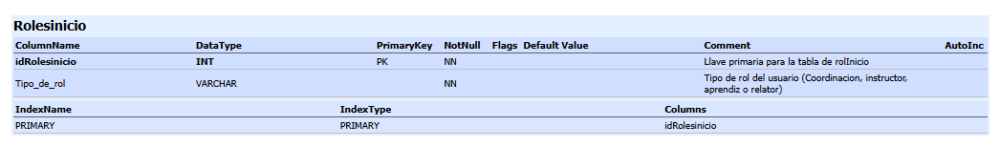 Rolesinicio
ColumnName DataType PrimaryKey NotNull Flags Default Value Comment AutoInc
idRolesinicio INT PK NN Llave primaria para la tabla de rolInicio
Tipo_de_rol VARCHAR NN Tipo de rol del usuario (Coordinacion, instructor,
aprendiz o relator)
IndexName IndexType Columns
PRIMARY PRIMARY idRolesinicio